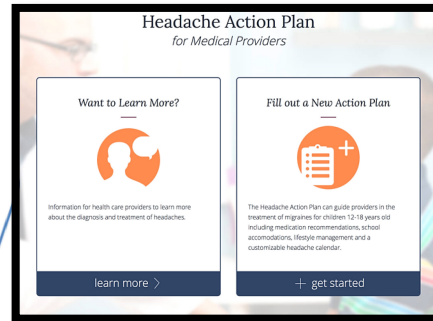 Headache Action Plan
for Medical Providers
Want to Learn More?
Information for health care providers to learn more
about the diagnosis and treatment of headaches.
learn more >
Fill out a New Action Plan
The Headache Action Plan can guide providers in the
treatment of migraines for children 12-18 years old
including medication recommendations, school
accomodations, lifestyle management and a
customizable headache calendar.
+ get started